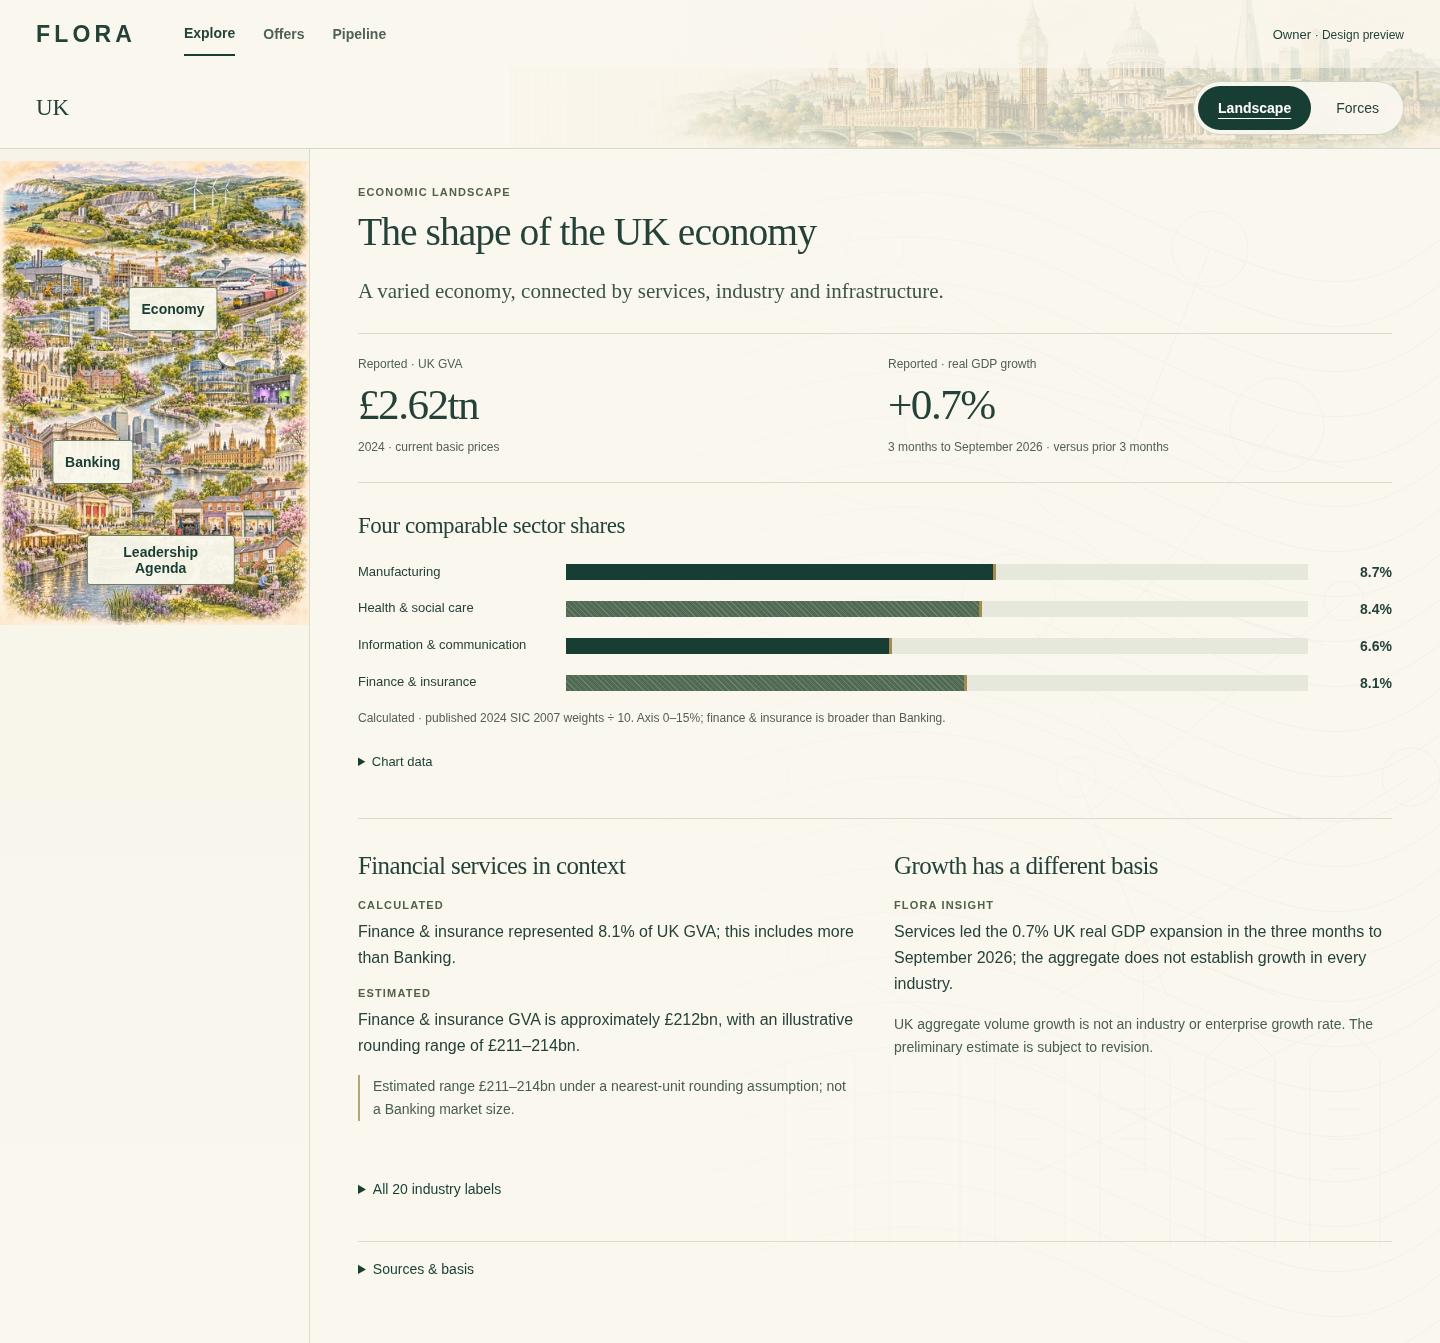 FLORA
Explore
Offers
Pipeline
Owner · Design preview
UK
Landscape
Forces
Economy
Banking
Leadership
Agenda
ECONOMIC LANDSCAPE
The shape of the UK economy
A varied economy, connected by services, industry and infrastructure.
Reported · UK GVA
£2.62tn
2024 · current basic prices
Reported · real GDP growth
+0.7%
3 months to September 2026 · versus prior 3 months
Four comparable sector shares
Manufacturing 8.7%
Health & social care 8.4%
Information & communication 6.6%
Finance & insurance 8.1%
Calculated · published 2024 SIC 2007 weights ÷ 10. Axis 0–15%; finance & insurance is broader than Banking.
Chart data
Financial services in context
CALCULATED
Finance & insurance represented 8.1% of UK GVA; this includes more
than Banking.
ESTIMATED
Finance & insurance GVA is approximately £212bn, with an illustrative
rounding range of £211–214bn.
Estimated range £211–214bn under a nearest-unit rounding assumption; not
a Banking market size.
Growth has a different basis
FLORA INSIGHT
Services led the 0.7% UK real GDP expansion in the three months to
September 2026; the aggregate does not establish growth in every
industry.
UK aggregate volume growth is not an industry or enterprise growth rate. The
preliminary estimate is subject to revision.
All 20 industry labels
Sources & basis